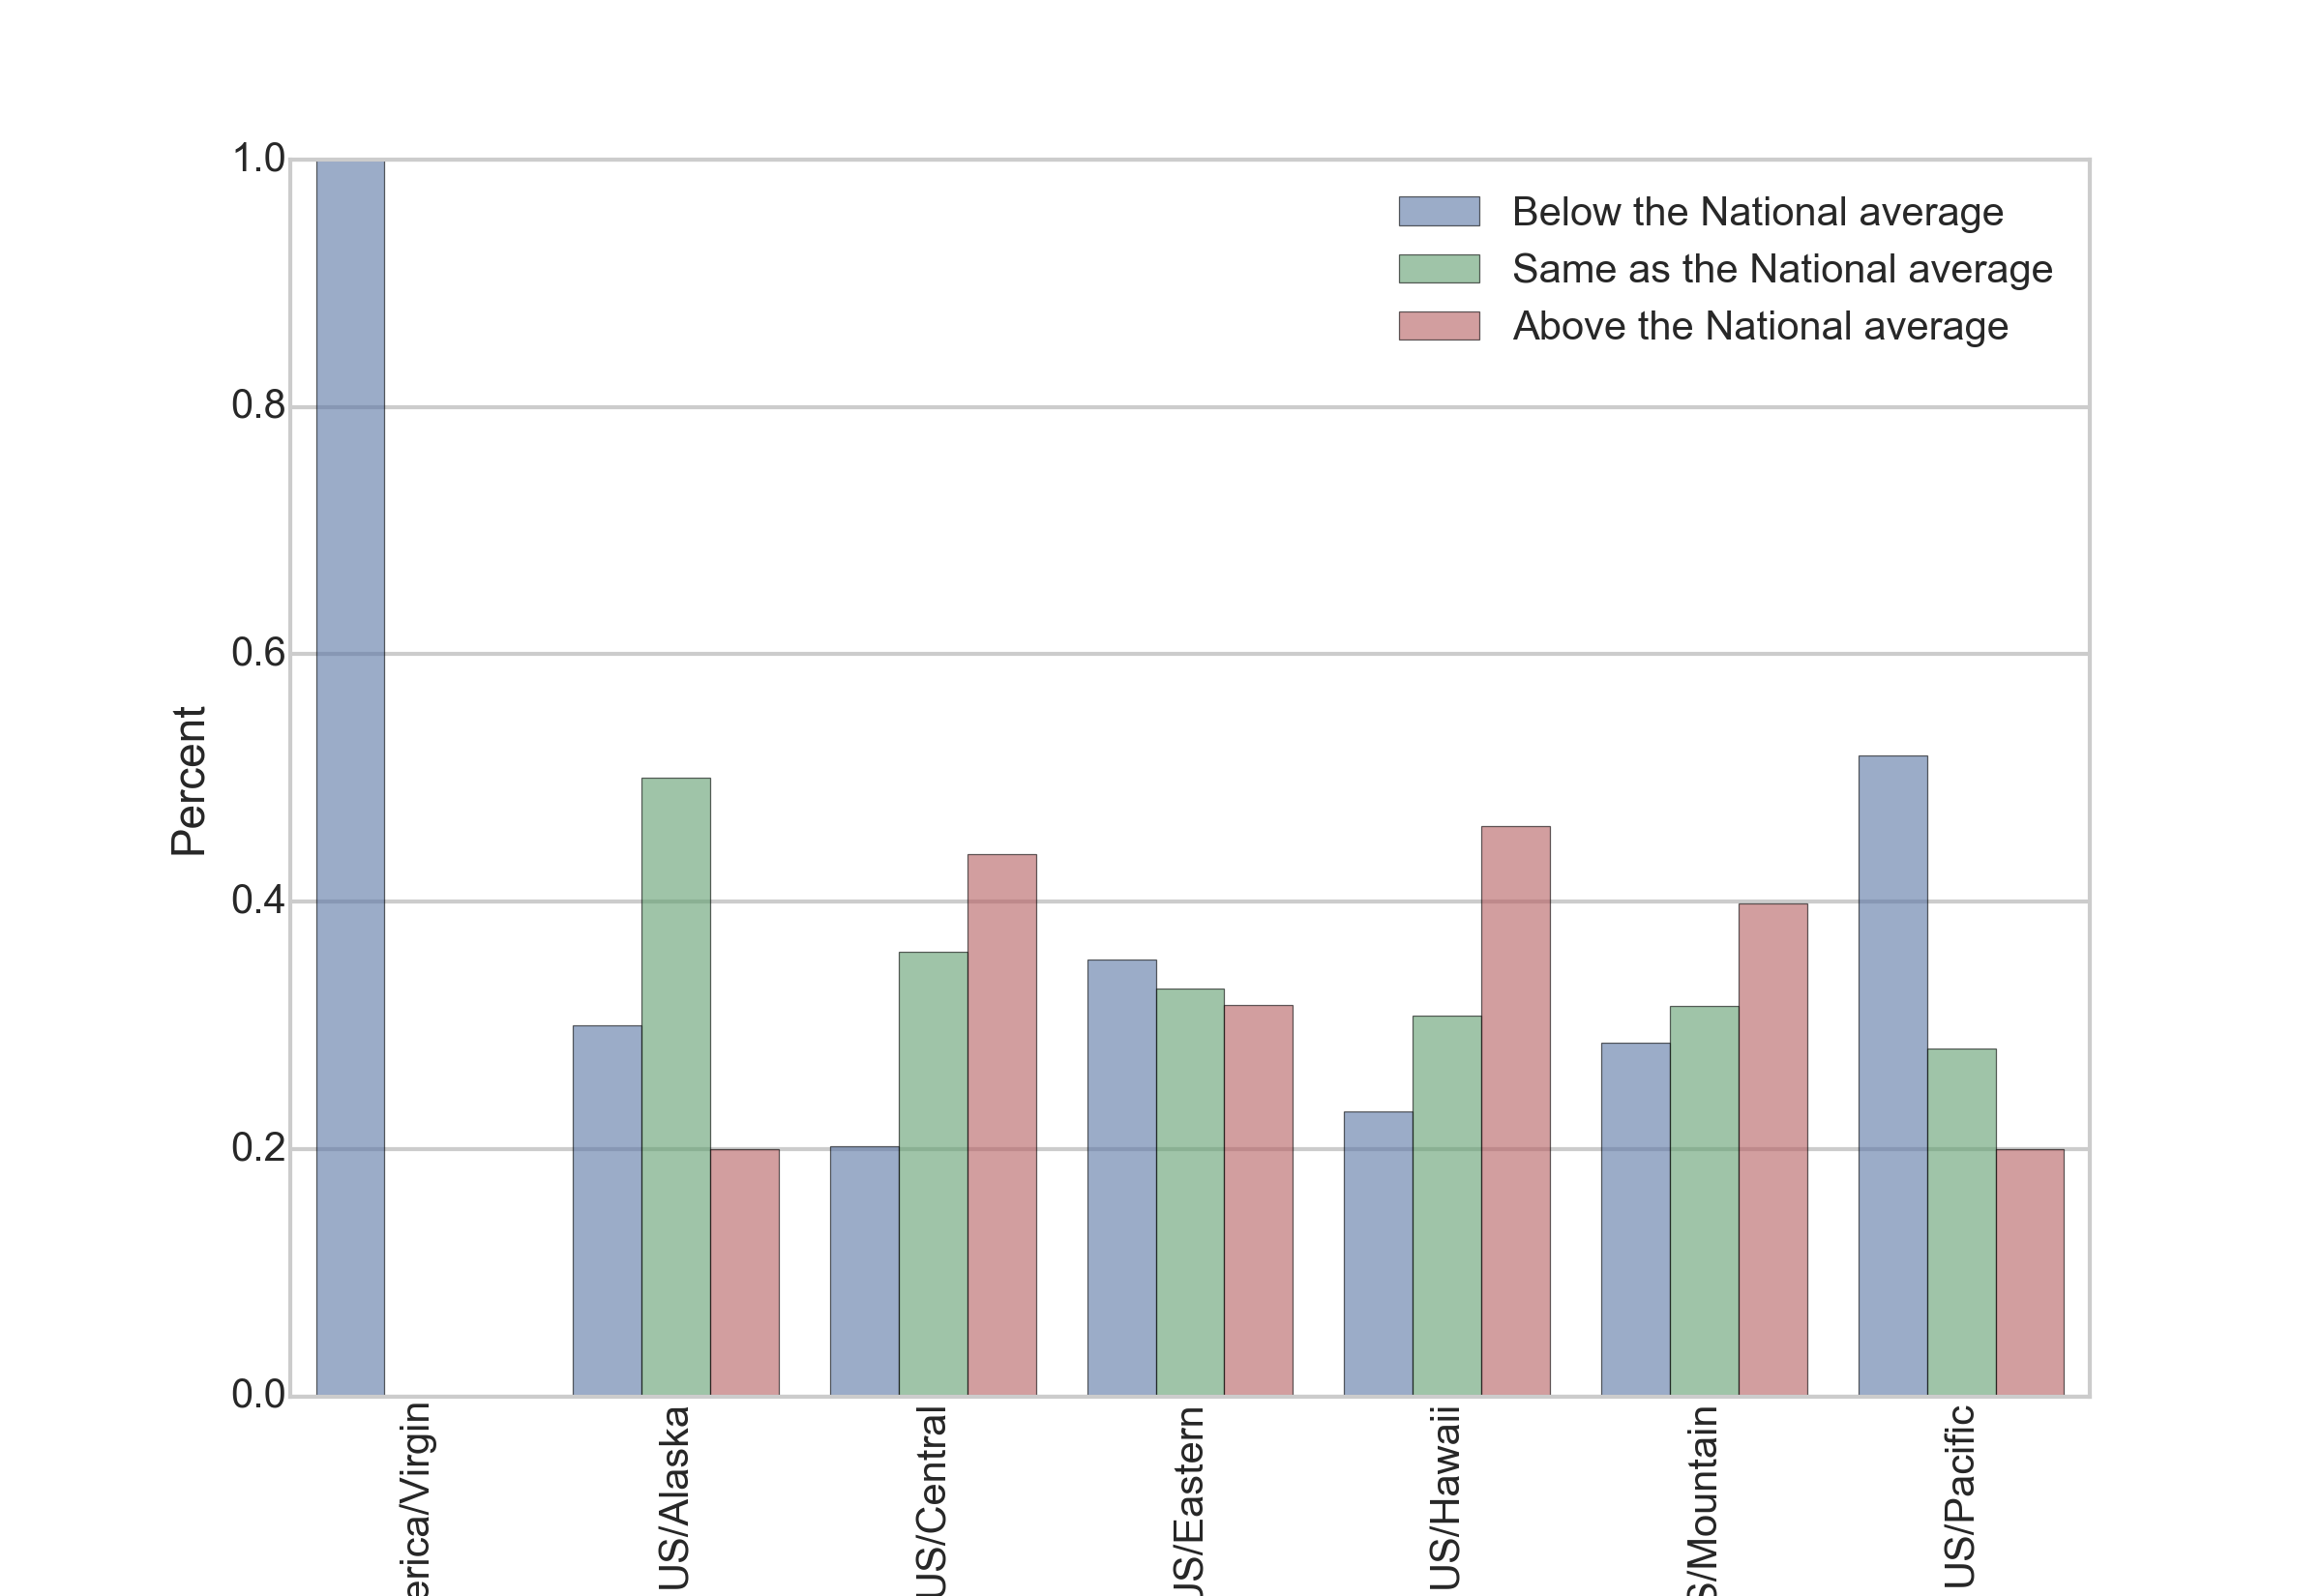 1.0
0.8
0.6
0.4
0.2
0.0
Percent
Below the National average
Same as the National average
Above the National average
erica/Virgin
US/Alaska
US/Central
US/Eastern
US/Hawaii
S/Mountain
US/Pacific